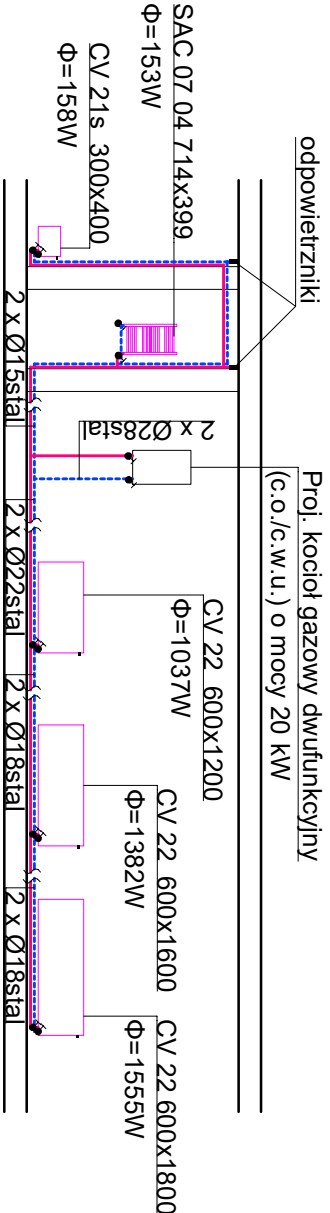 odpowietrzniki
SAC 07 04 714x399
Φ=153W
CV 21s 300x400
Φ=158W
Proj. kocioł gazowy dwufunkcyjny
(c.o./c.w.u.) o mocy 20 kW
CV 22 600x1200
Φ=1037W
CV 22 600x1600
Φ=1382W
CV 22 600x1800
Φ=1555W
2 x Ø28stal
2 x Ø15stal
2 x Ø22stal
2 x Ø18stal
2 x Ø18stal